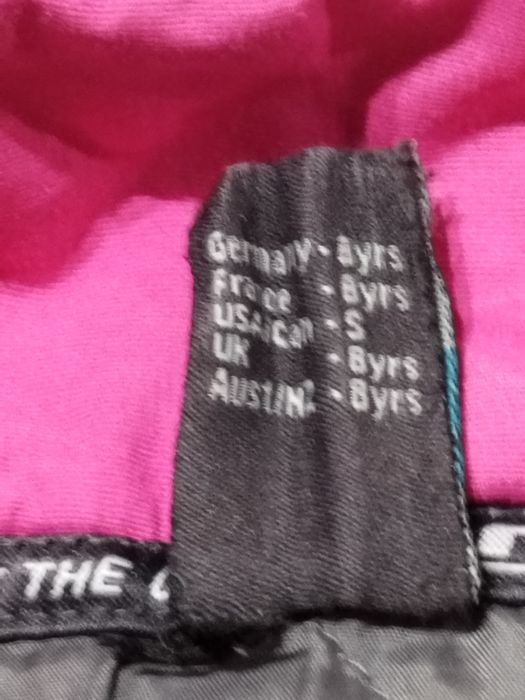 Germany - 8yrs
France - 8yrs
USA/Can - S
UK - 8yrs
Aust/NZ - 8yrs
THE